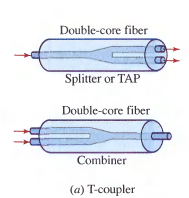 Double-core fiber
Splitter or TAP
Double-core fiber
Combiner
(a) T-coupler